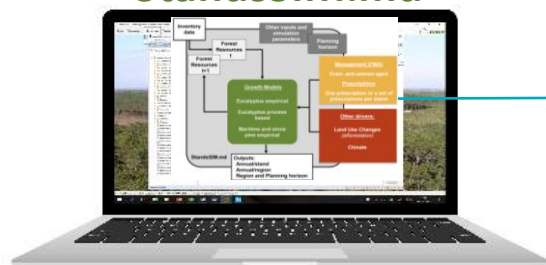 Inventory
data
Other inputs and
simulation
parameters
Planning
horizon
Forest
Resources
t
Forest
Resources
t+1
Growth Models
Eucalyptus empirical
Eucalyptus process
based
Maritime and stone
pine empirical
Management (FMA)
Even- and uneven-aged
Prescriptions
One prescription or a set of
prescriptions per stand
Other drivers:
Land Use Changes
(afforestation)
Climate
StandsSIM.md
Outputs:
Annual/stand
Annual/region
Region and Planning horizon